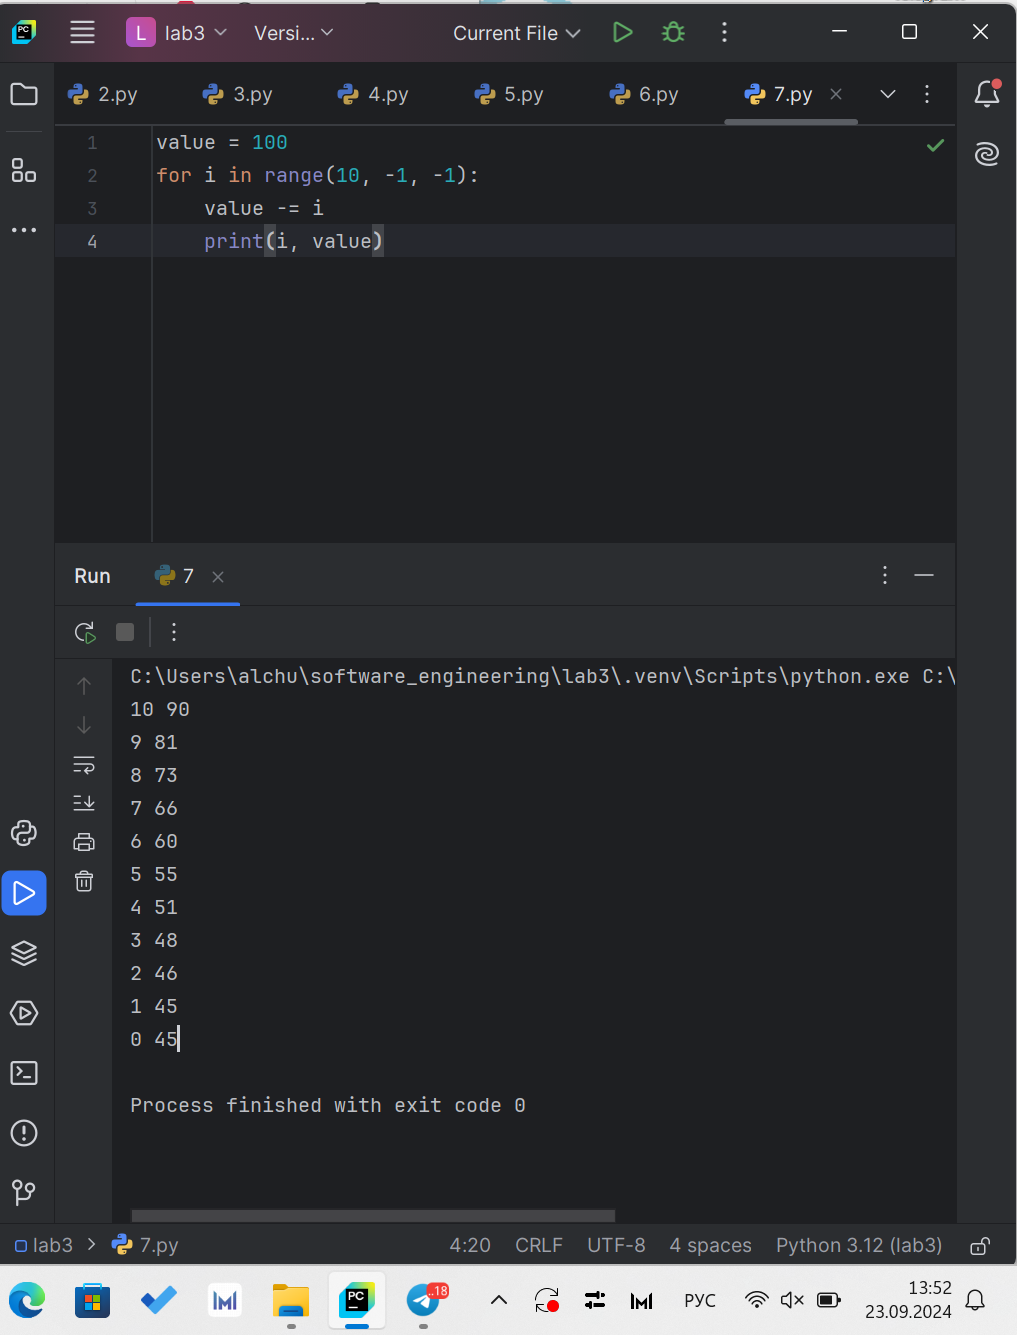 L lab3 Versi... Current File
2.py 3.py 4.py 5.py 6.py 7.py
1 value = 100
2 for i in range(10, -1, -1):
3 value -= i
4 print(i, value)
Run 7
C:\Users\alchu\software_engineering\lab3\.venv\Scripts\python.exe C:\
10 90
9 81
8 73
7 66
6 60
5 55
4 51
3 48
2 46
1 45
0 45
Process finished with exit code 0
lab3 > 7.py 4:20 CRLF UTF-8 4 spaces Python 3.12 (lab3)
PC ..18 РУС 13:52
23.09.2024